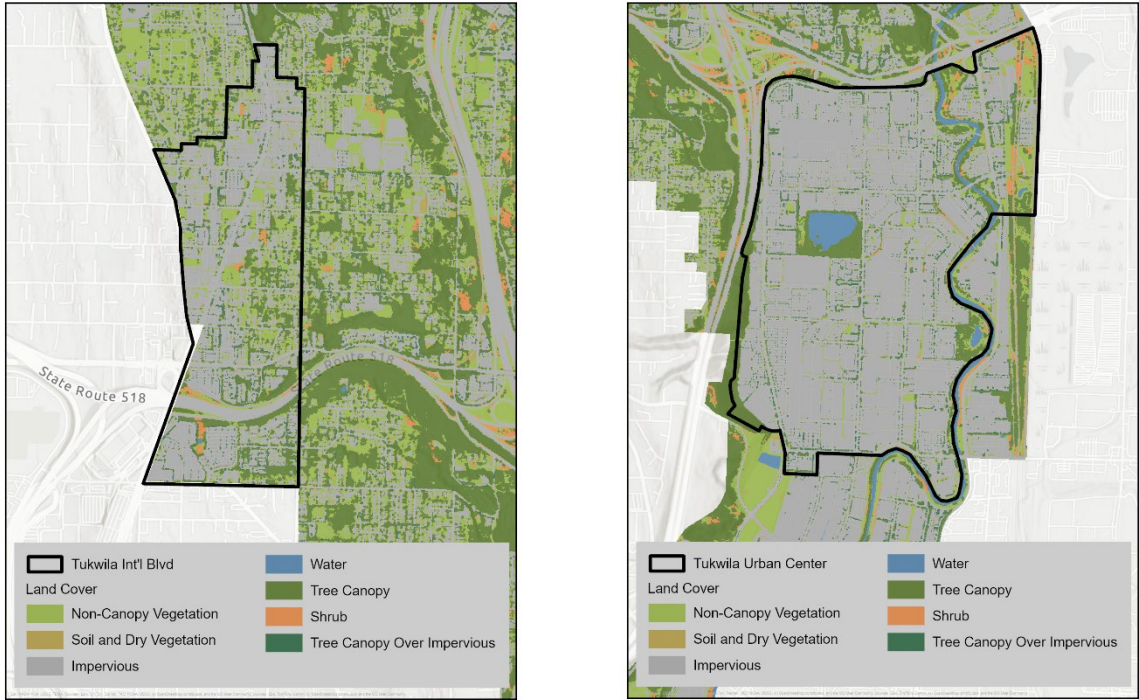 State Route 518
Route 518
Tukwila Int'l Blvd
Land Cover
Non-Canopy Vegetation
Soil and Dry Vegetation
Impervious
Water
Tree Canopy
Shrub
Tree Canopy Over Impervious
Tukwila Urban Center
Land Cover
Non-Canopy Vegetation
Soil and Dry Vegetation
Impervious
Water
Tree Canopy
Shrub
Tree Canopy Over Impervious